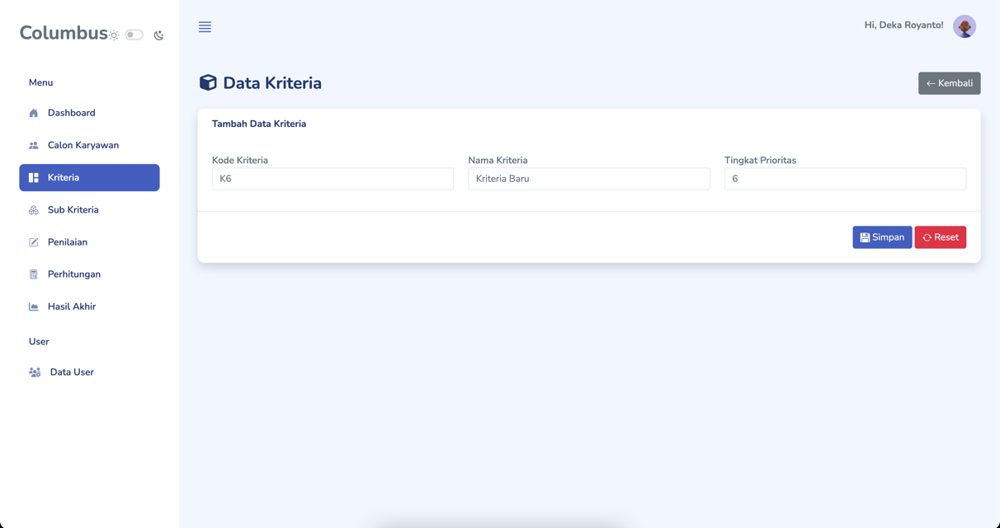 Columbus
Hi, Deka Royanto!
Menu
Dashboard
Calon Karyawan
Kriteria
Sub Kriteria
Penilaian
Perhitungan
Hasil Akhir
User
Data User
Data Kriteria
Kembali
Tambah Data Kriteria
Kode Kriteria
K6
Nama Kriteria
Kriteria Baru
Tingkat Prioritas
6
Simpan
Reset